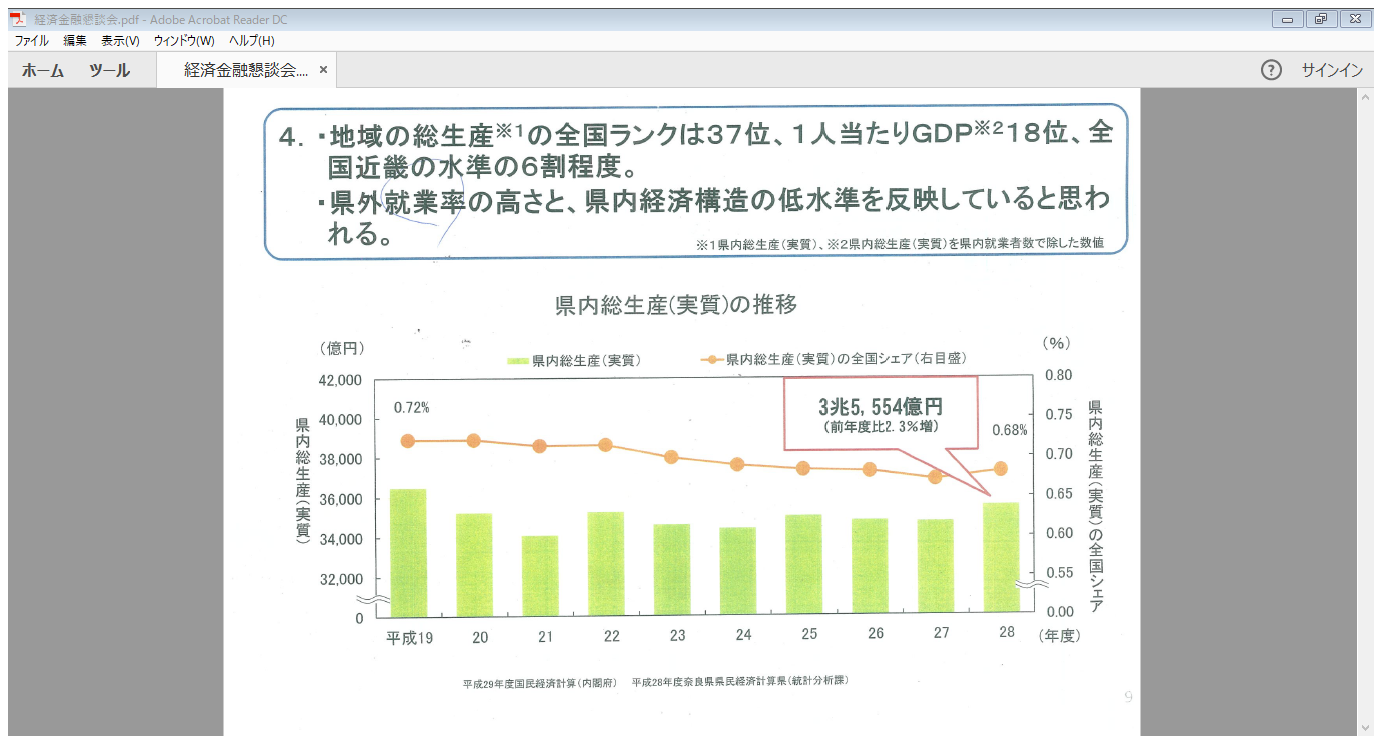 経済金融懇談会.pdf - Adobe Acrobat Reader DC
ファイル 編集 表示(V) ウィンドウ(W) ヘルプ(H)
ホーム ツール 経済金融懇談会.... × ? サインイン
4. ・地域の総生産※1の全国ランクは37位、1人当たりGDP※218位、全
国近畿の水準の6割程度。
・県外就業率の高さと、県内経済構造の低水準を反映していると思わ
れる。
※1県内総生産(実質)、※2県内総生産(実質)を県内就業者数で除した数値
県内総生産(実質)の推移
(億円) (%)
県内総生産(実質) 県内総生産(実質)の全国シェア(右目盛)
県内総生産(実質)
42,000
40,000
38,000
36,000
34,000
32,000
0
0.72%
3兆5,554億円
(前年度比2.3%増)
0.68%
0.80
0.75
0.70
0.65
0.60
0.55
0.00
県内総生産(実質)の全国シェア
平成19 20 21 22 23 24 25 26 27 28 (年度)
平成29年度国民経済計算(内閣府) 平成28年度奈良県県民経済計算県(統計分析課)
9